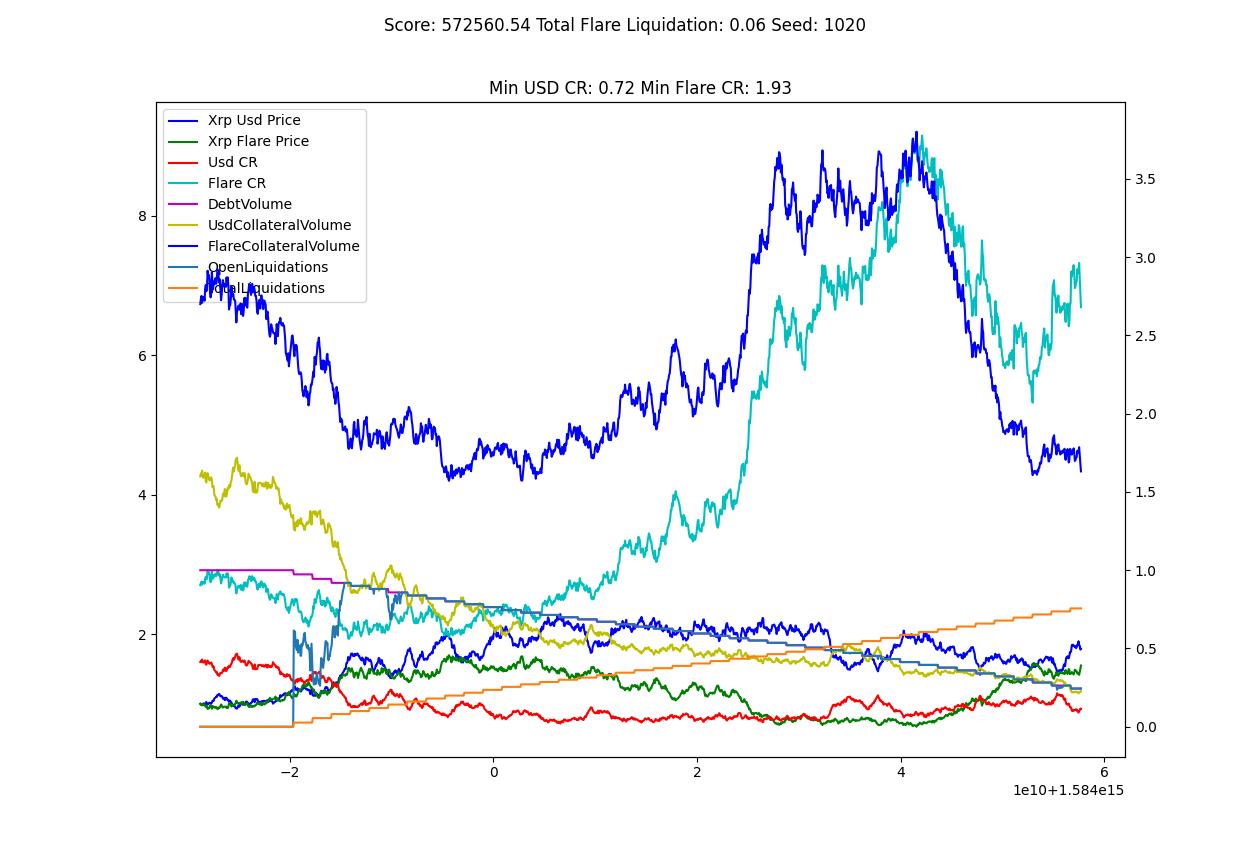 Score: 572560.54 Total Flare Liquidation: 0.06 Seed: 1020
Min USD CR: 0.72 Min Flare CR: 1.93
Xrp Usd Price
Xrp Flare Price
Usd CR
Flare CR
DebtVolume
UsdCollateralVolume
FlareCollateralVolume
OpenLiquidations
TotalLiquidations
8
6
4
2
3.5
3.0
2.5
2.0
1.5
1.0
0.5
0.0
−2 0 2 4 6
1e10+1.584e15